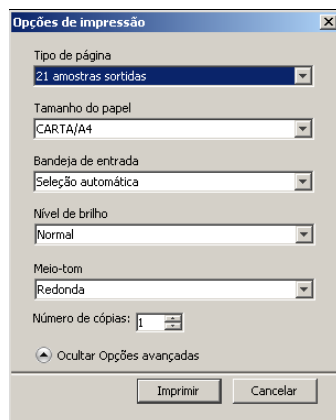 Opções de impressão
Tipo de página
21 amostras sortidas
Tamanho do papel
CARTA/A4
Bandeja de entrada
Seleção automática
Nível de brilho
Normal
Meio-tom
Redonda
Número de cópias: 1
Ocultar Opções avançadas
Imprimir Cancelar